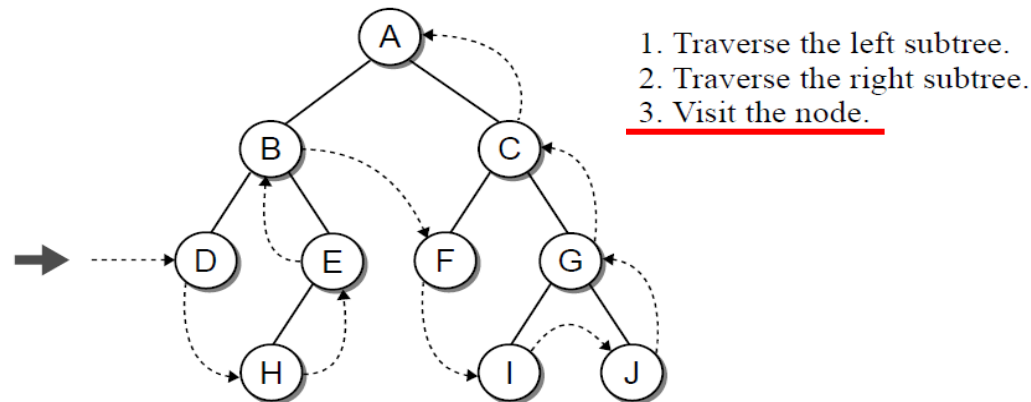 A
1. Traverse the left subtree.
2. Traverse the right subtree.
3. Visit the node.
B
C
D
E
F
G
H
I
J